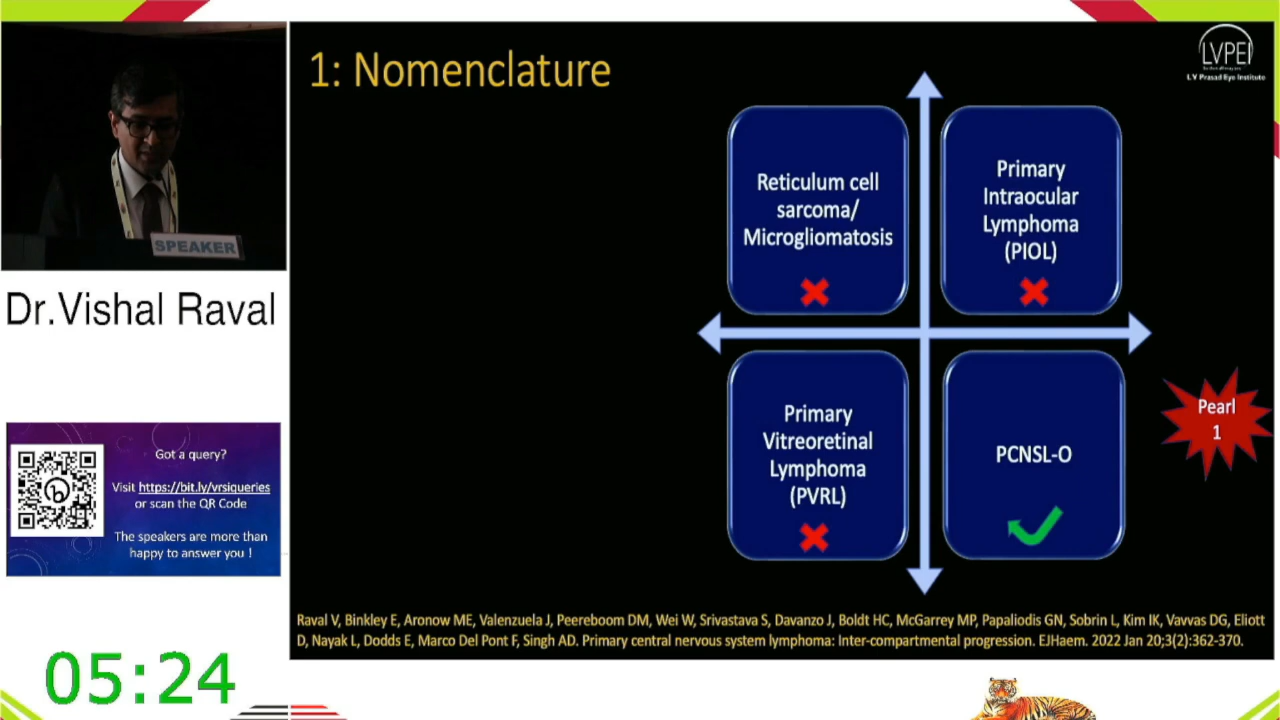 SPEAKER
Dr.Vishal Raval
Got a query?
Visit https://bit.ly/vrsiqueries
or scan the QR Code
The speakers are more than
happy to answer you !
05:24
1: Nomenclature
LVPEI
L V Prasad Eye Institute
Reticulum cell
sarcoma/
Microgliomatosis
Primary
Intraocular
Lymphoma
(PIOL)
Primary
Vitreoretinal
Lymphoma
(PVRL)
PCNSL-O
Pearl
1
Raval V, Binkley E, Aronow ME, Valenzuela J, Peereboom DM, Wei W, Srivastava S, Davanzo J, Boldt HC, McGarrey MP, Papaliodis GN, Sobrin L, Kim IK, Vavvas DG, Eliott
D, Nayak L, Dodds E, Marco Del Pont F, Singh AD. Primary central nervous system lymphoma: Inter-compartmental progression. EJHaem. 2022 Jan 20;3(2):362-370.